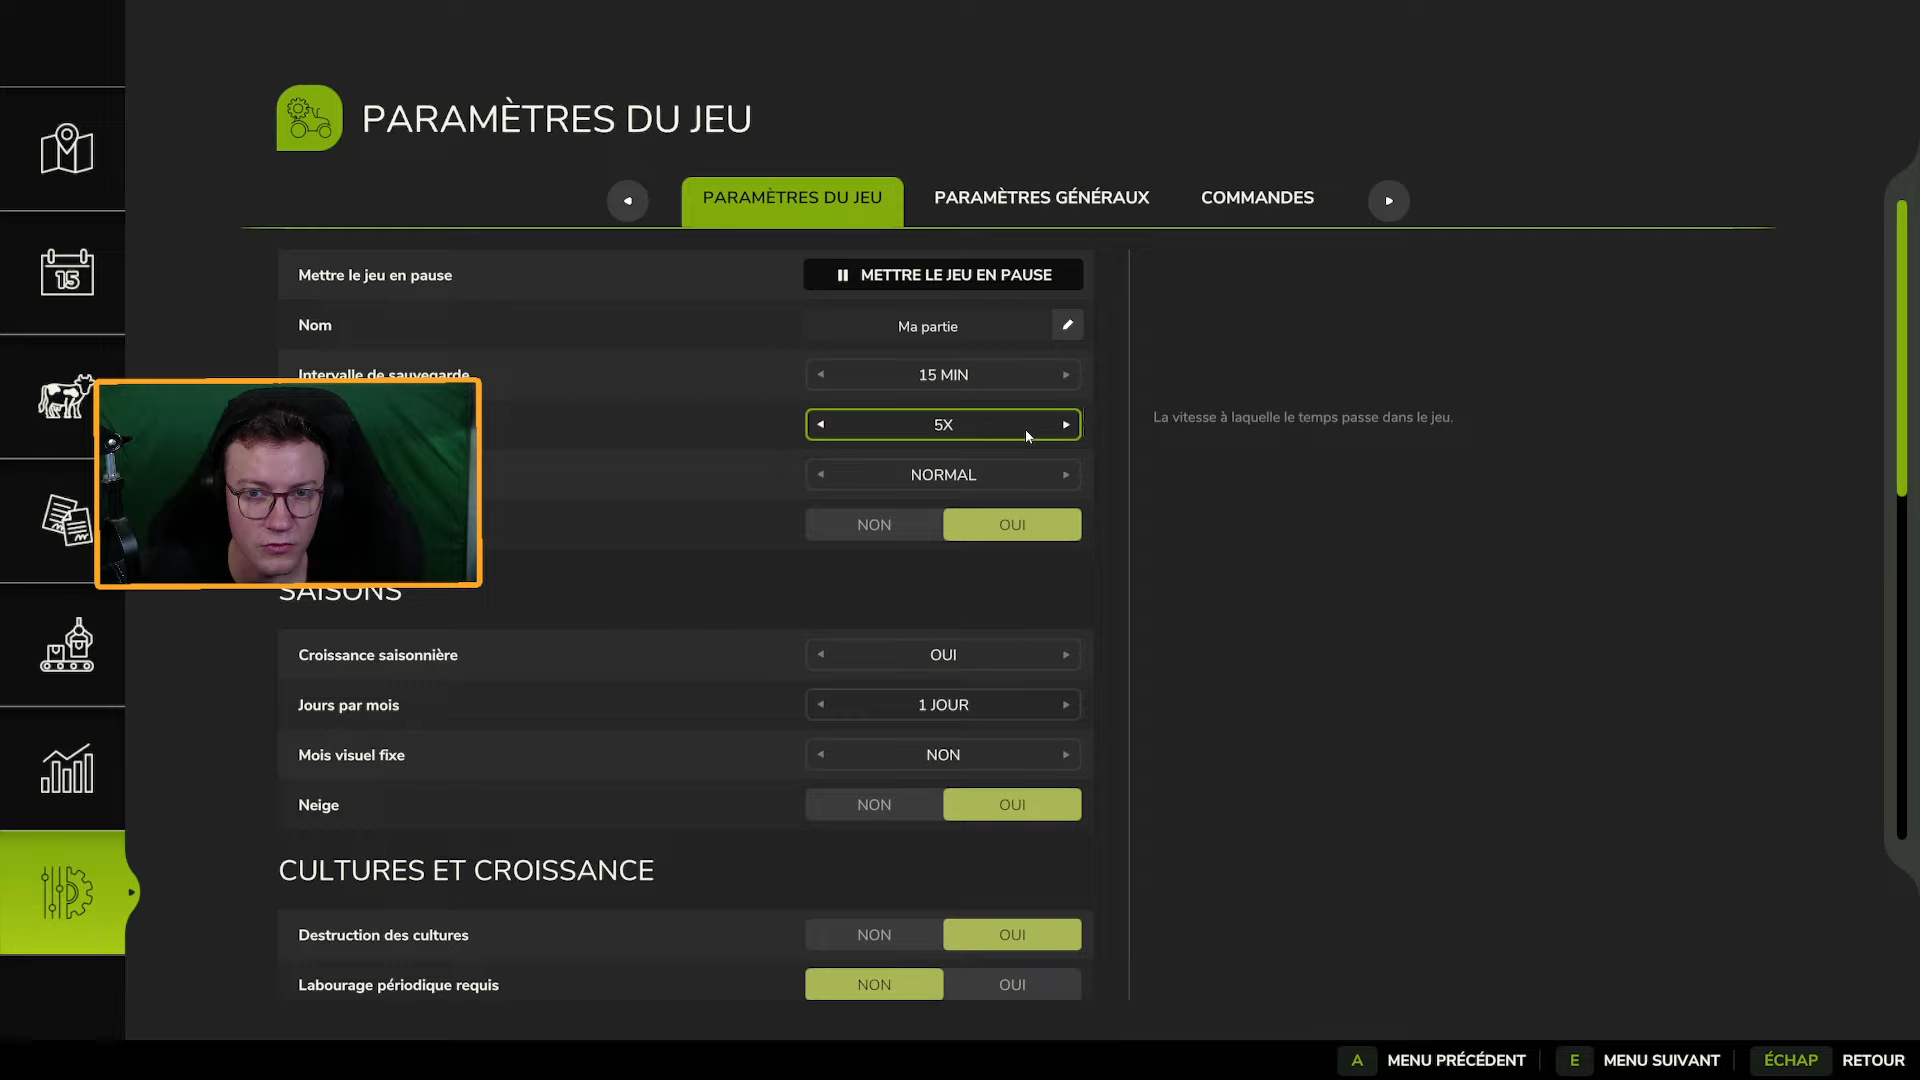 PARAMÈTRES DU JEU
PARAMÈTRES DU JEU
PARAMÈTRES GÉNÉRAUX
COMMANDES
15
Mettre le jeu en pause
METTRE LE JEU EN PAUSE
Nom
Ma partie
Intervalle de sauvegarde
15 MIN
5X
La vitesse à laquelle le temps passe dans le jeu.
NORMAL
NON
OUI
SAISONS
Croissance saisonnière
OUI
Jours par mois
1 JOUR
Mois visuel fixe
NON
Neige
NON
OUI
CULTURES ET CROISSANCE
Destruction des cultures
NON
OUI
Labourage périodique requis
NON
OUI
A MENU PRÉCÉDENT
E MENU SUIVANT
ÉCHAP RETOUR